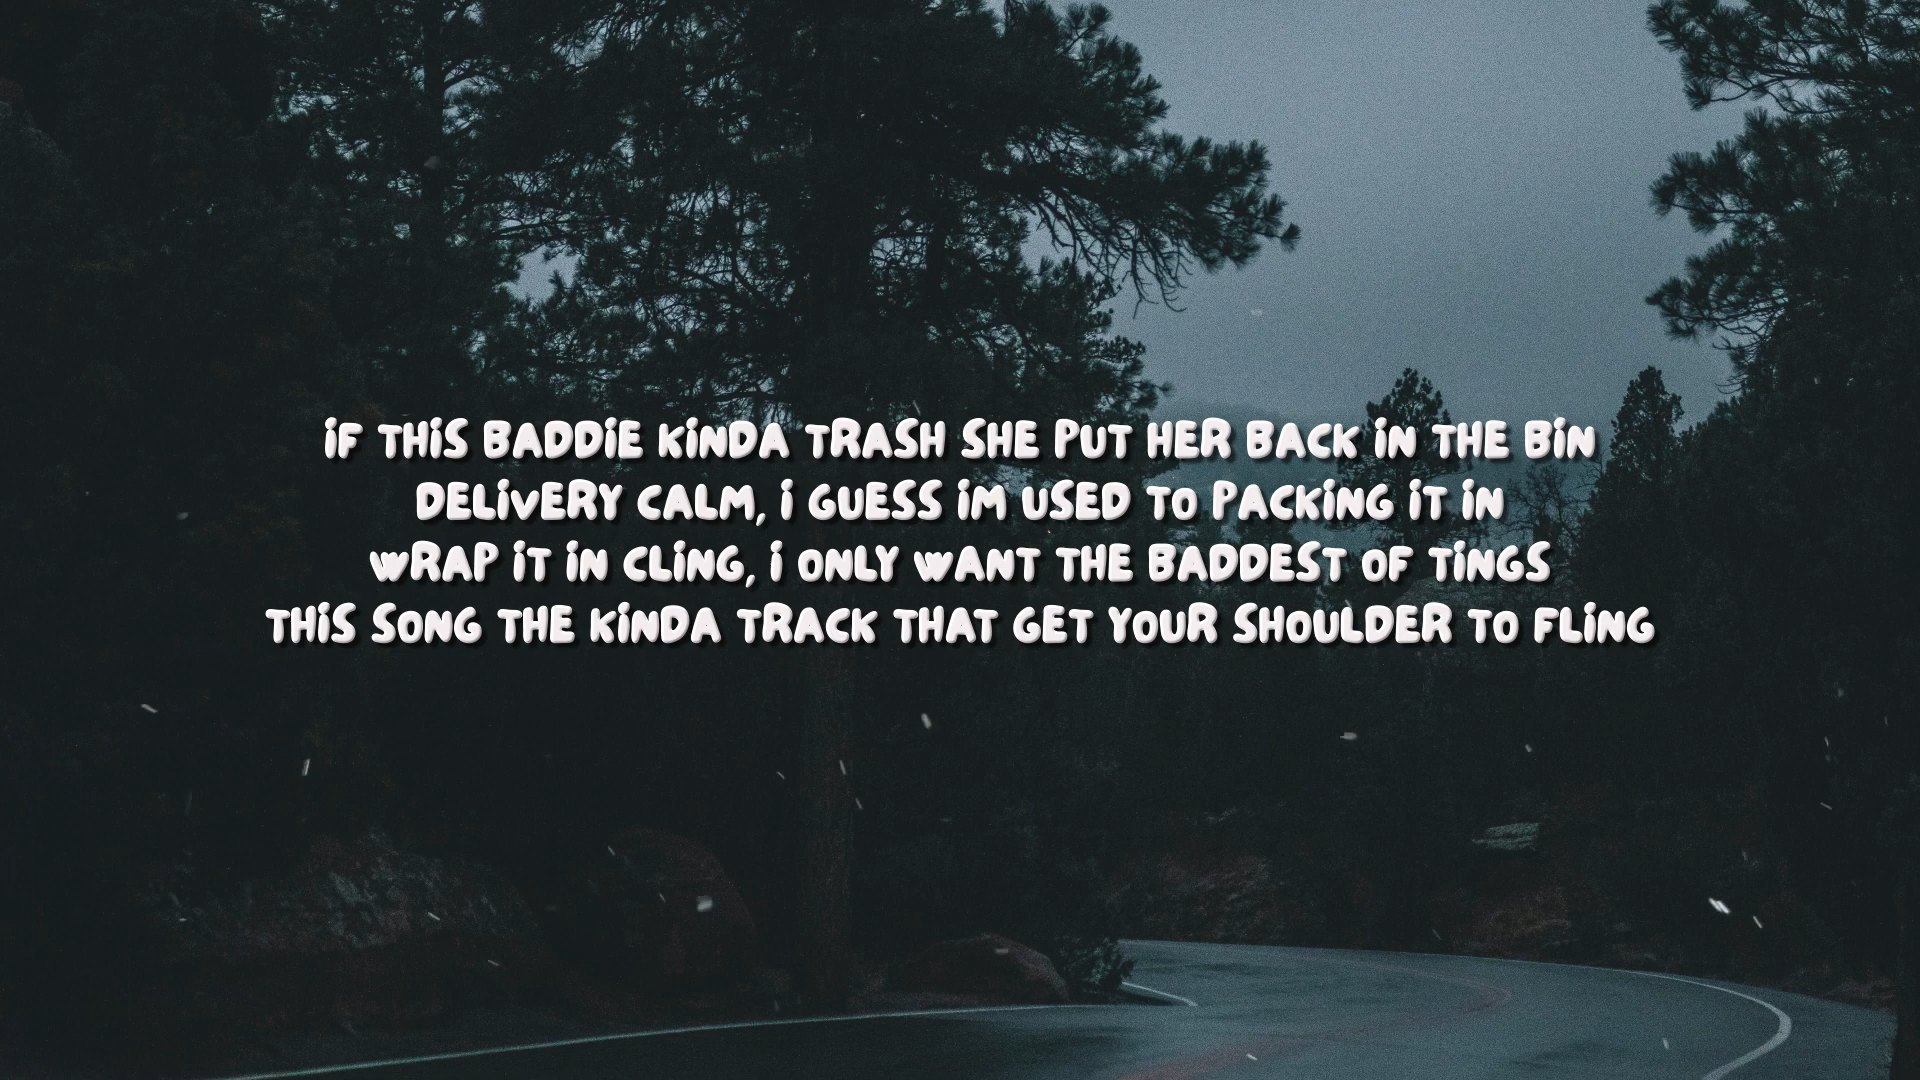 iF THiS BADDiE KiNDA TRASH SHE PUT HER BACK iN THE BiN
DELiVERY CALM, i GUESS iM USED TO PACKiNG iT iN
WRAP iT iN CLiNG, i ONLY WANT THE BADDEST OF TiNGS
THiS SONG THE KiNDA TRACK THAT GET YOUR SHOULDER TO FLiNG